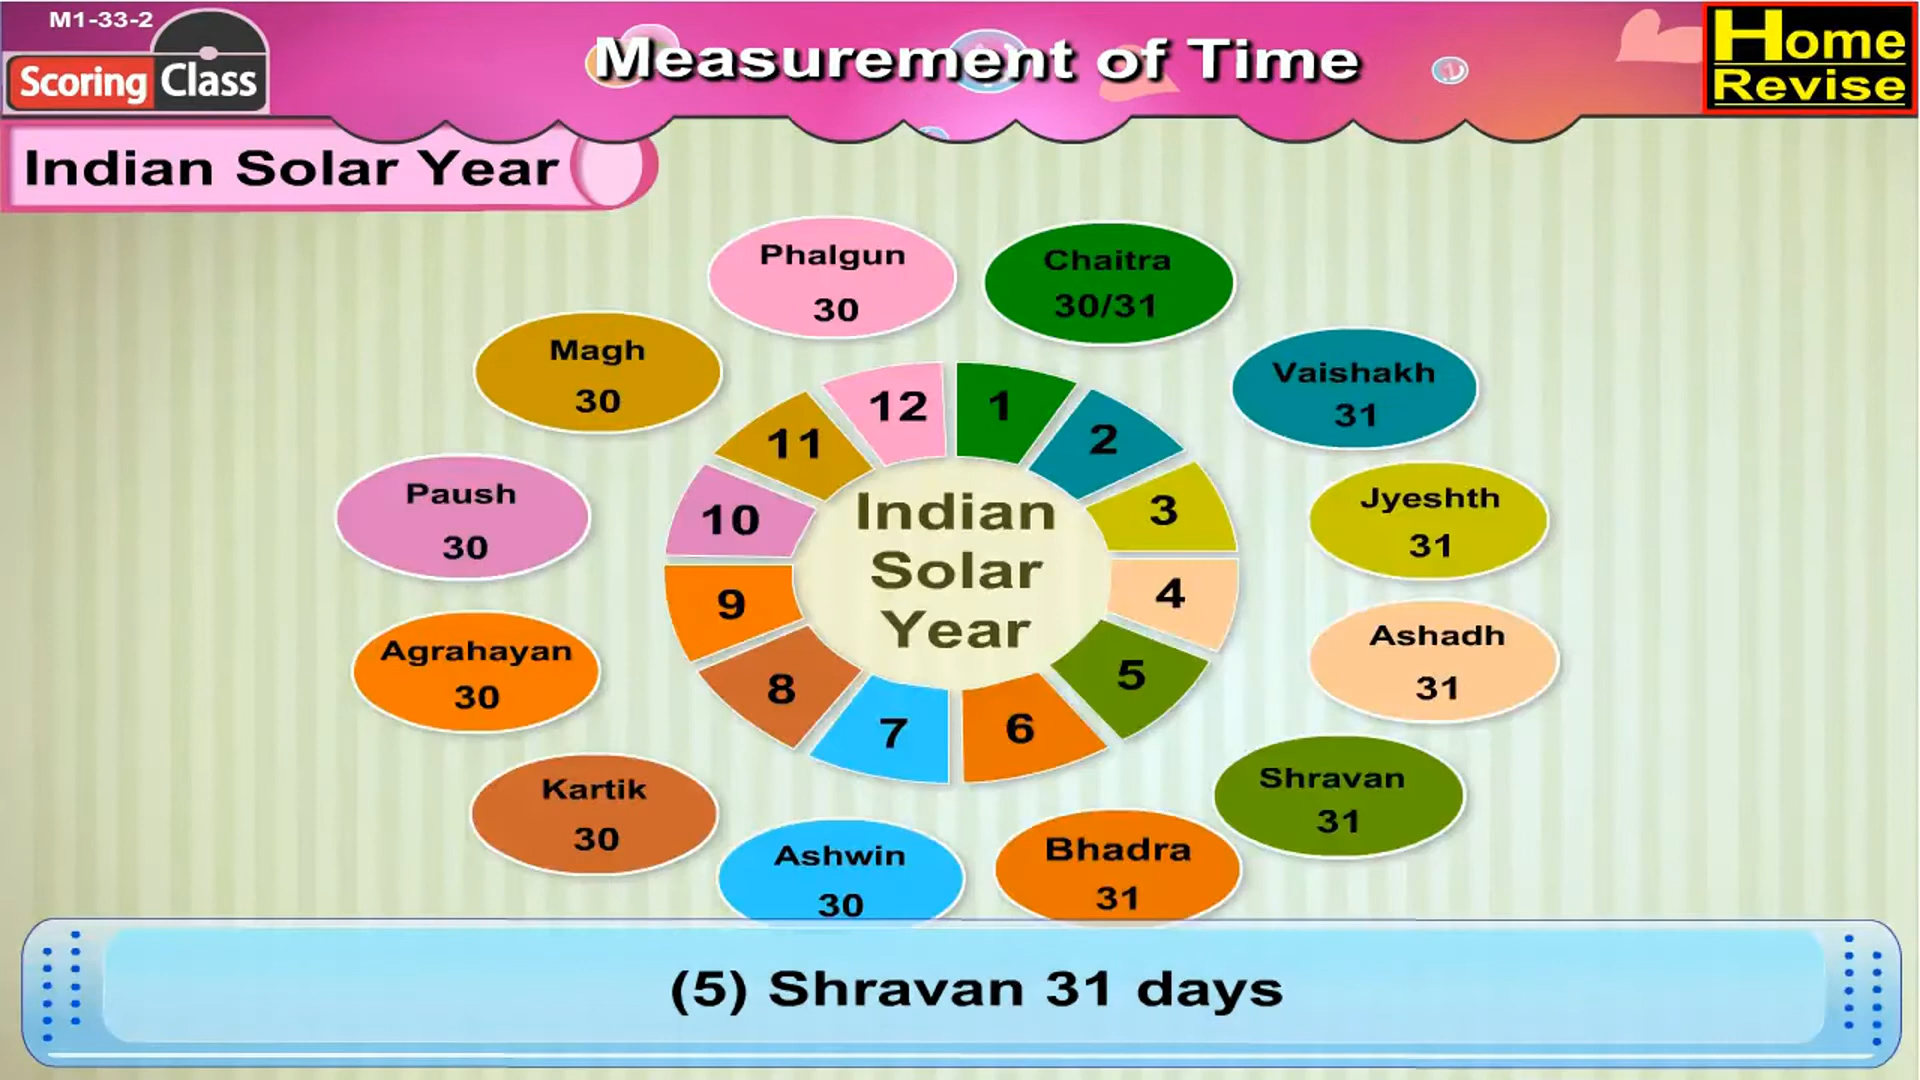 M1-33-2
Scoring Class
Measurement of Time
Home
Revise
Indian Solar Year
Phalgun
30
Chaitra
30/31
Magh
30
Vaishakh
31
Paush
30
Jyeshth
31
Agrahayan
30
Ashadh
31
Kartik
30
Shravan
31
Ashwin
30
Bhadra
31
12
1
11
2
10
3
9
4
8
5
7
6
Indian
Solar
Year
(5) Shravan 31 days